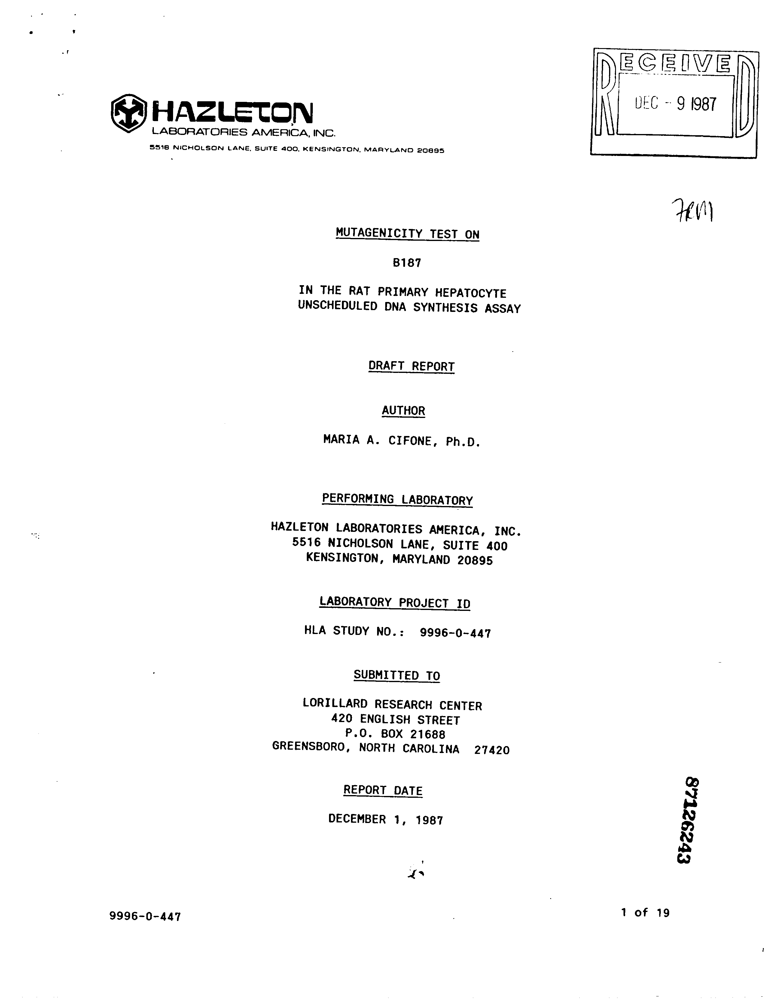 RECEIVED
DEC - 9 1987
HAZLETON
LABORATORIES AMERICA, INC.
5516 NICHOLSON LANE, SUITE 400, KENSINGTON, MARYLAND 20895
MUTAGENICITY TEST ON
B187
IN THE RAT PRIMARY HEPATOCYTE
UNSCHEDULED DNA SYNTHESIS ASSAY
DRAFT REPORT
AUTHOR
MARIA A. CIFONE, Ph.D.
PERFORMING LABORATORY
HAZLETON LABORATORIES AMERICA, INC.
5516 NICHOLSON LANE, SUITE 400
KENSINGTON, MARYLAND 20895
LABORATORY PROJECT ID
HLA STUDY NO.: 9996-0-447
SUBMITTED TO
LORILLARD RESEARCH CENTER
420 ENGLISH STREET
P.O. BOX 21688
GREENSBORO, NORTH CAROLINA 27420
REPORT DATE
DECEMBER 1, 1987
87126243
9996-0-447
1 of 19